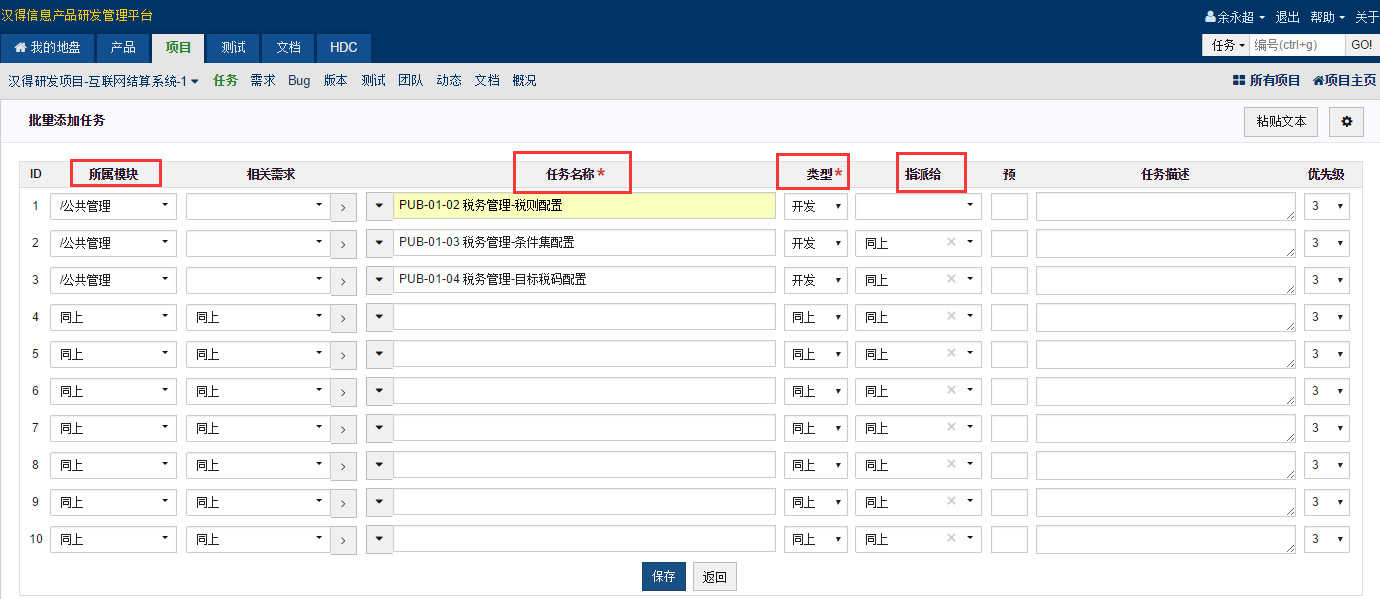 汉得信息产品研发管理平台
余永超 退出 帮助 关于
我的地盘 产品 项目 测试 文档 HDC 任务 编号(ctrl+g) GO!
汉得研发项目-互联网结算系统-1 任务 需求 Bug 版本 测试 团队 动态 文档 概况 所有项目 项目主页
批量添加任务 粘贴文本
ID 所属模块 相关需求 任务名称* 类型* 指派给 预 任务描述 优先级
1 /公共管理 PUB-01-02 税务管理-税则配置 开发 3
2 /公共管理 PUB-01-03 税务管理-条件集配置 开发 同上 3
3 /公共管理 PUB-01-04 税务管理-目标税码配置 开发 同上 3
4 同上 同上 同上 同上 3
5 同上 同上 同上 同上 3
6 同上 同上 同上 同上 3
7 同上 同上 同上 同上 3
8 同上 同上 同上 同上 3
9 同上 同上 同上 同上 3
10 同上 同上 同上 同上 3
保存 返回